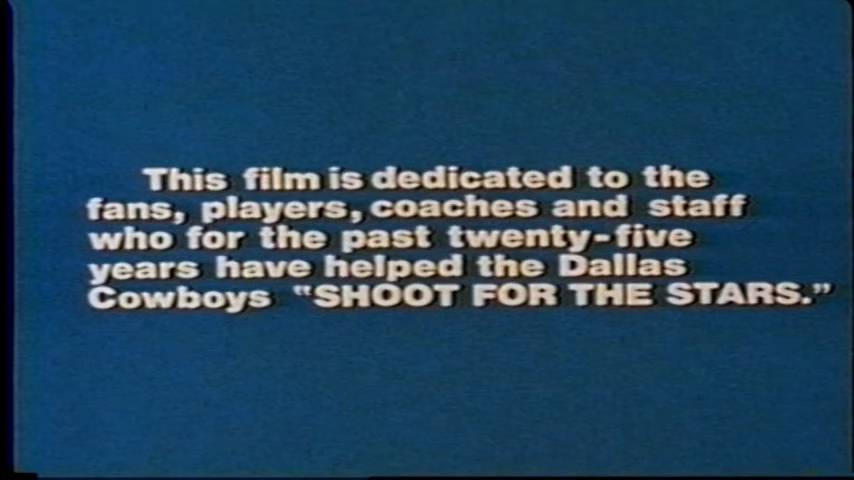 This film is dedicated to the
fans, players, coaches and staff
who for the past twenty-five
years have helped the Dallas
Cowboys "SHOOT FOR THE STARS."